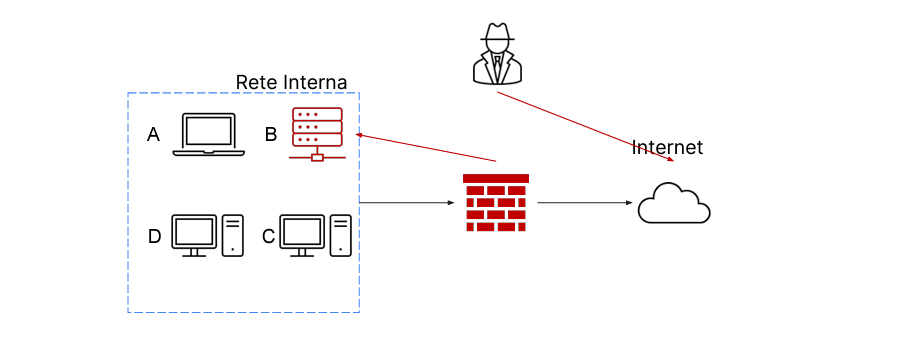 Rete Interna
A
B
Internet
D
C